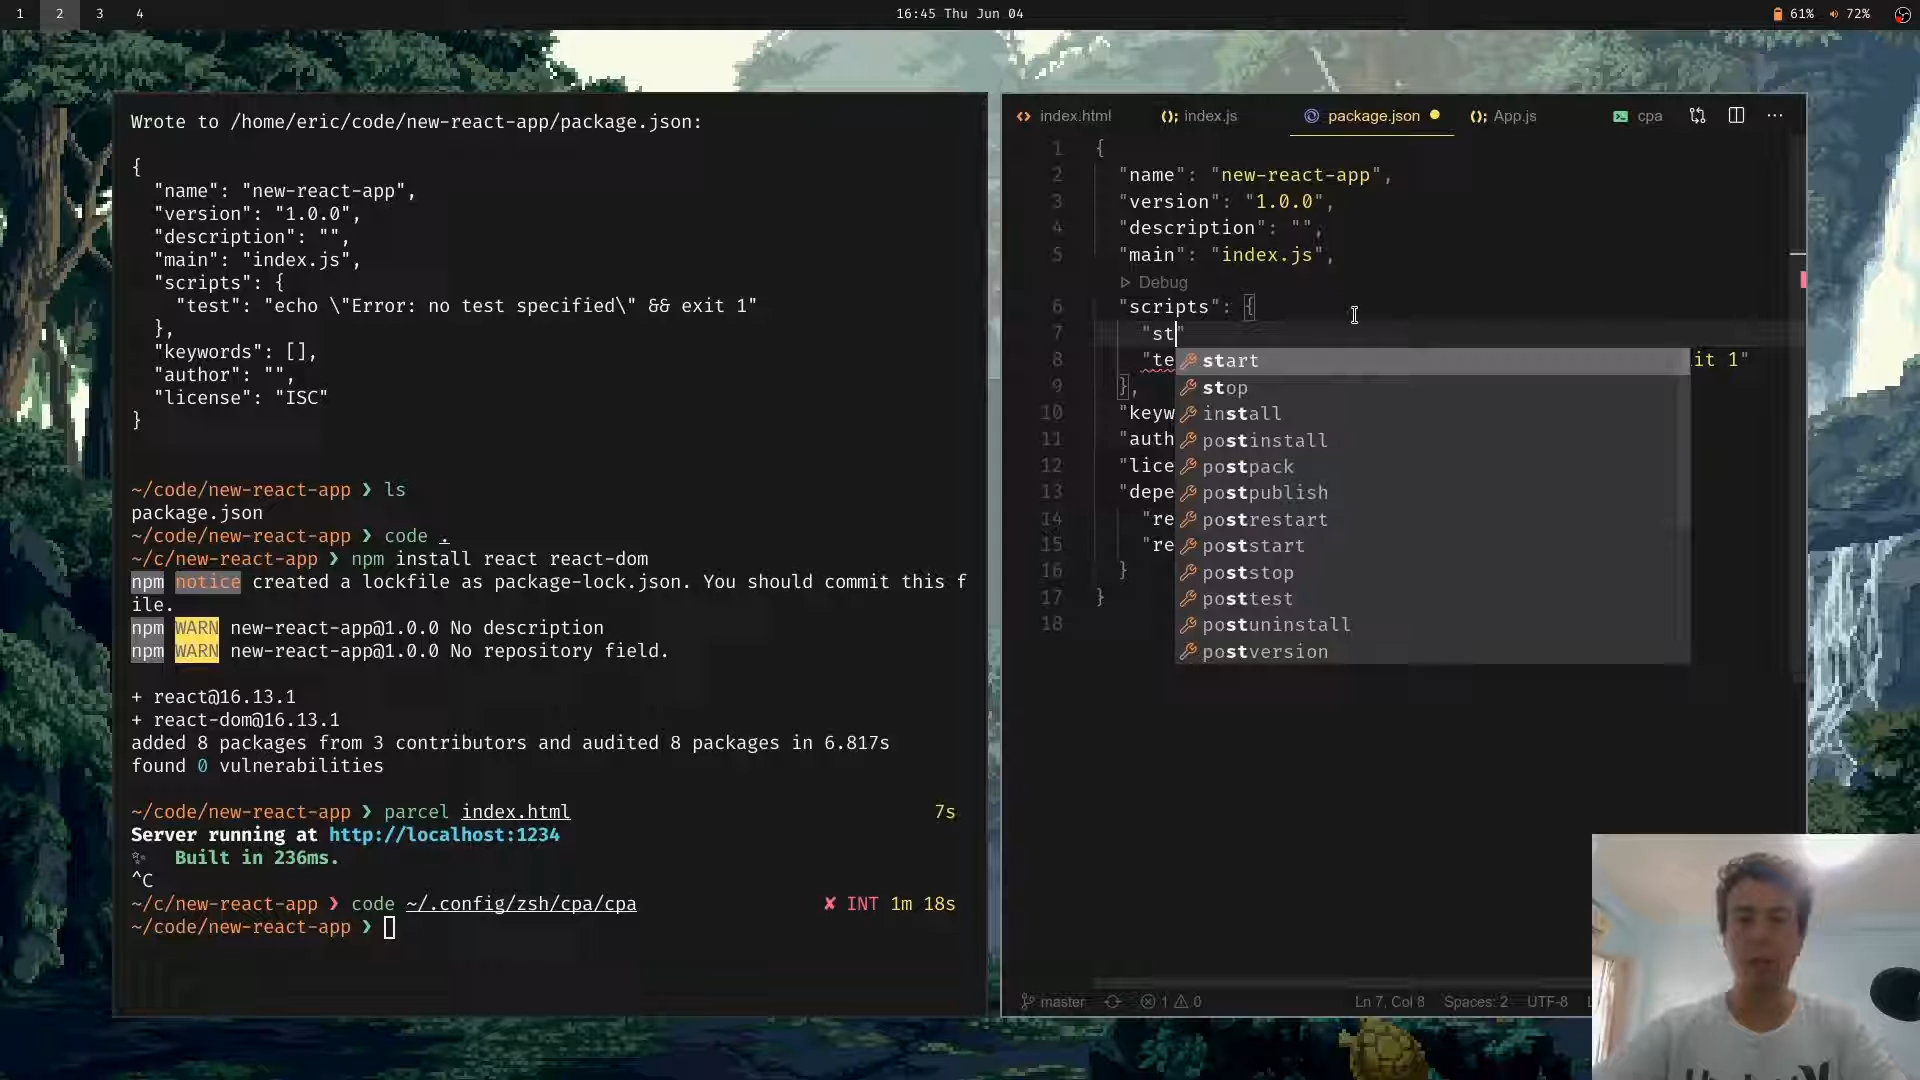 1 2 3 4
16:45 Thu Jun 04
61% 72%
Wrote to /home/eric/code/new-react-app/package.json:
{
"name": "new-react-app",
"version": "1.0.0",
"description": "",
"main": "index.js",
"scripts": {
"test": "echo \"Error: no test specified\" && exit 1"
},
"keywords": [],
"author": "",
"license": "ISC"
}
~/code/new-react-app ❯ ls
package.json
~/code/new-react-app ❯ code .
~/c/new-react-app ❯ npm install react react-dom
npm notice created a lockfile as package-lock.json. You should commit this f
ile.
npm WARN new-react-app@1.0.0 No description
npm WARN new-react-app@1.0.0 No repository field.
+ react@16.13.1
+ react-dom@16.13.1
added 8 packages from 3 contributors and audited 8 packages in 6.817s
found 0 vulnerabilities
~/code/new-react-app ❯ parcel index.html 7s
Server running at http://localhost:1234
✨ Built in 236ms.
^C
~/c/new-react-app ❯ code ~/.config/zsh/cpa/cpa ✘ INT 1m 18s
~/code/new-react-app ❯
index.html index.js package.json App.js cpa ···
1 {
2 "name": "new-react-app",
3 "version": "1.0.0",
4 "description": "",
5 "main": "index.js",
Debug
6 "scripts": {
7 "st"
8 "te it 1"
9 },
10 "keyw
11 "auth
12 "lice
13 "depe
14 "re
15 "re
16 }
17 }
18
start
stop
install
postinstall
postpack
postpublish
postrestart
poststart
poststop
posttest
postuninstall
postversion
master 1 0 Ln 7, Col 8 Spaces: 2 UTF-8